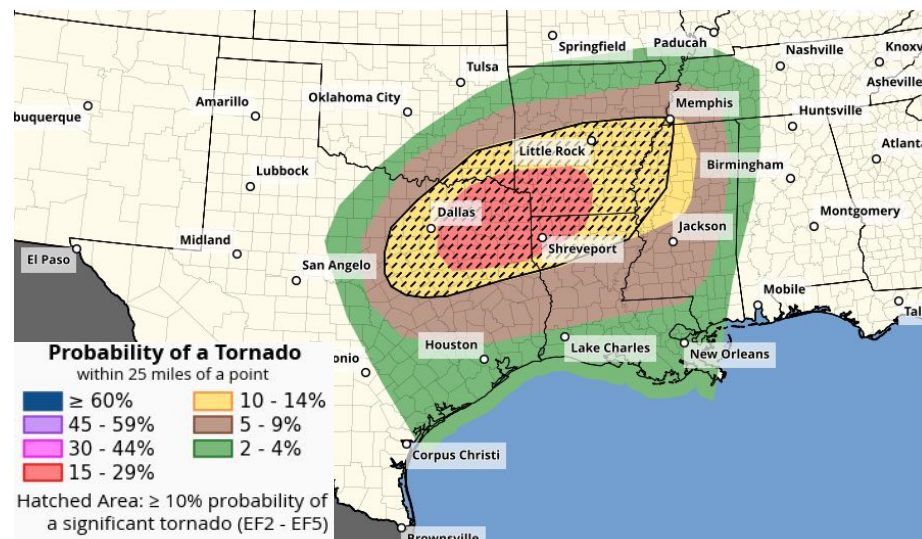 Springfield
Paducah
Nashville
Knoxv
Tulsa
Asheville
Amarillo
Oklahoma City
Memphis
buquerque
Huntsville
Little Rock
Atlanta
Birmingham
Lubbock
Dallas
Montgomery
Jackson
Midland
Shreveport
El Paso
San Angelo
Mobile
Tal
Probability of a Tornado
within 25 miles of a point
≥ 60%
10 - 14%
45 - 59%
5 - 9%
30 - 44%
2 - 4%
15 - 29%
Hatched Area: ≥ 10% probability of
a significant tornado (EF2 - EF5)
onio
Houston
Lake Charles
New Orleans
Corpus Christi
Brownsville